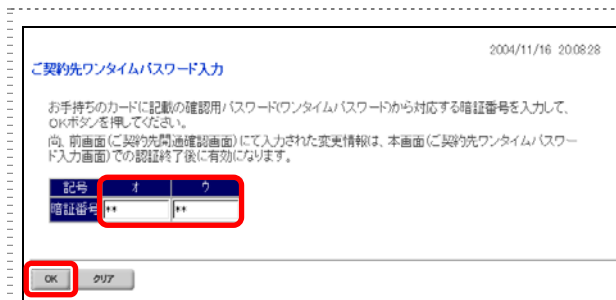 2004/11/16 20:08:28
ご契約先ワンタイムパスワード入力
お手持ちのカードに記載の確認用パスワード(ワンタイムパスワード)から対応する暗証番号を入力して、
OKボタンを押してください。
尚、前画面(ご契約先開通確認画面)にて入力された変更情報は、本画面(ご契約先ワンタイムパスワー
ド入力画面)での認証終了後に有効になります。
記号 オ ウ
暗証番号 ** **
OK クリア